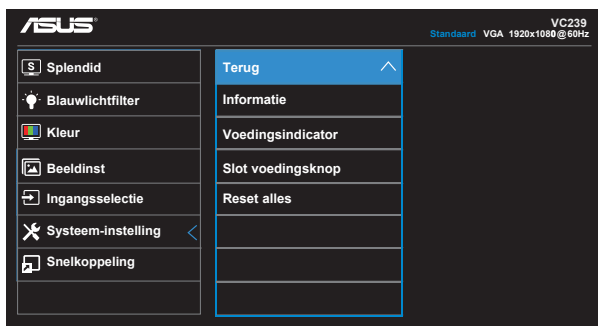 ASUS
VC239
Standaard VGA 1920x1080@60Hz
S Splendid
Blauwlichtfilter
Kleur
Beeldinst
Ingangsselectie
Systeem-instelling
Snelkoppeling
Terug
Informatie
Voedingsindicator
Slot voedingsknop
Reset alles